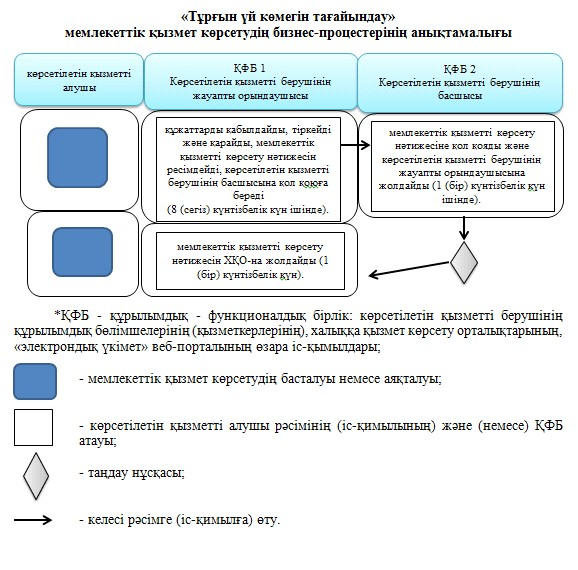 «Тұрғын үй көмегін тағайындау»
мемлекеттік қызмет көрсетудің бизнес-процестерінің анықтамалығы
көрсетілетін қызметті
алушы
ҚФБ 1
Көрсетілетін қызметті берушінің
жауапты орындаушысы
ҚФБ 2
Көрсетілетін қызметті берушінің
басшысы
құжаттарды кабылдайды, тіркейді
және қарайды, мемлекеттік
қызметті көрсету нәтижесін
ресімдейді, көрсетілетін қызметті
берушінің басшысына кол қоюға
береді
(8 (сегіз) күнтізбелік күн ішінде).
мемлекеттік қызметті көрсету
нәтижесіне кол қояды және
көрсетілетін қызметті берушінің
жауапты орындаушысына
жолдайды (1 (бір) күнтізбелік күн
ішінде).
мемлекеттік қызметті көрсету
нәтижесін ХҚО-на жолдайды (1
(бір) күнтізбелік күн).
*ҚФБ - құрылымдық - функционалдық бірлік: көрсетілетін қызметті берушінің
құрылымдық бөлімшелерінің (қызметкерлерінің), халыққа қызмет көрсету орталықтарының,
«электрондық үкімет» веб-порталының өзара іс-қимылдары;
- мемлекеттік қызмет көрсетудің басталуы немесе аяқталуы;
- көрсетілетін қызметті алушы рәсімінің (іс-қимылының) және (немесе) ҚФБ
атауы;
- таңдау нұсқасы;
- келесі рәсімге (іс-қимылға) өту.